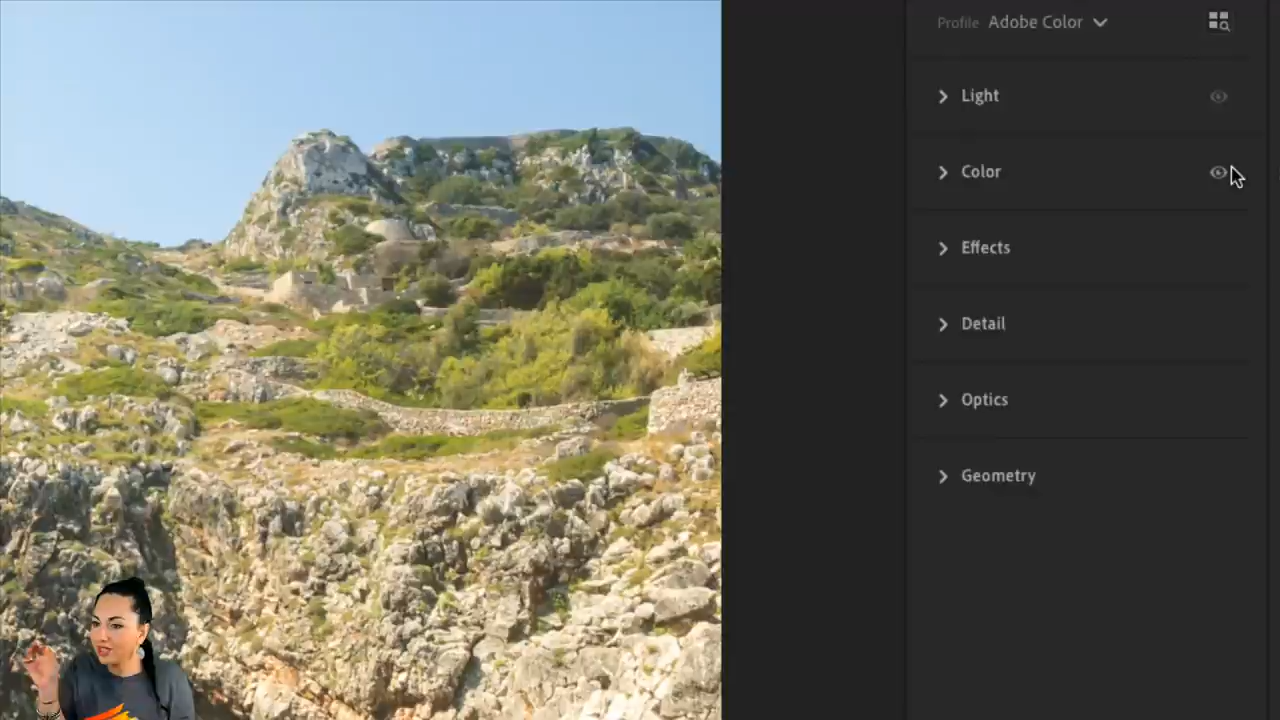 Profile Adobe Color
Light
Color
Effects
Detail
Optics
Geometry